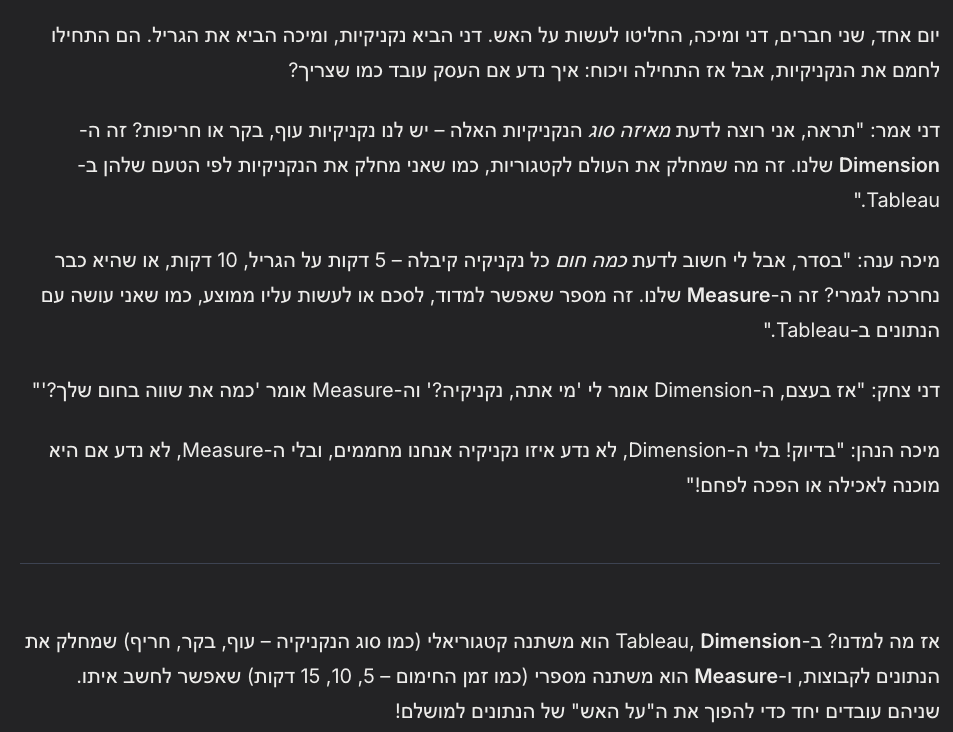 יום אחד, שני חברים, דני ומיכה, החליטו לעשות על האש. דני הביא נקניקיות, ומיכה הביא את הגריל. הם התחילו
לחמם את הנקניקיות, אבל אז התחילה ויכוח: איך נדע אם העסק עובד כמו שצריך?
דני אמר: "תראה, אני רוצה לדעת מאיזה סוג הנקניקיות האלה – יש לנו נקניקיות עוף, בקר או חריפות? זה ה-
Dimension שלנו. זה מה שמחלק את העולם לקטגוריות, כמו שאני מחלק את הנקניקיות לפי הטעם שלהן ב-
Tableau."
מיכה ענה: "בסדר, אבל לי חשוב לדעת כמה חום כל נקניקיה קיבלה – 5 דקות על הגריל, 10 דקות, או שהיא כבר
נחרכה לגמרי? זה ה-Measure שלנו. זה מספר שאפשר למדוד, לסכם או לעשות עליו ממוצע, כמו שאני עושה עם
הנתונים ב-Tableau."
דני צחק: "אז בעצם, ה-Dimension אומר לי 'מי אתה, נקניקיה?' וה-Measure אומר 'כמה את שווה בחום שלך?'"
מיכה הנהן: "בדיוק! בלי ה-Dimension, לא נדע איזו נקניקיה אנחנו מחממים, ובלי ה-Measure, לא נדע אם היא
מוכנה לאכילה או הפכה לפחם!"
אז מה למדנו? ב-Tableau, Dimension הוא משתנה קטגוריאלי (כמו סוג הנקניקיה – עוף, בקר, חריף) שמחלק את
הנתונים לקבוצות, ו-Measure הוא משתנה מספרי (כמו זמן החימום – 5, 10, 15 דקות) שאפשר לחשב איתו.
שניהם עובדים יחד כדי להפוך את ה"על האש" של הנתונים למושלם!